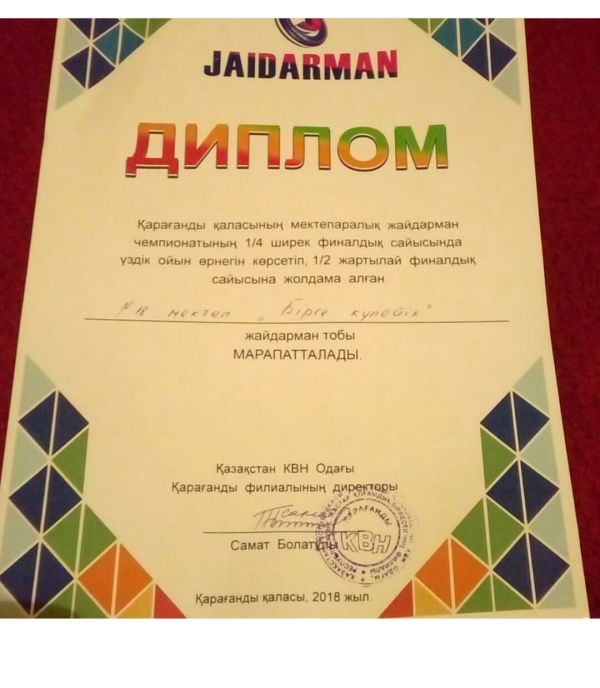 JAIDARMAN
ДИПЛОМ
Қарағанды қаласының мектепаралық жайдарман
чемпионатының 1/4 ширек финалдық сайысында
үздік ойын өрнегін көрсетіп, 1/2 жартылай финалдық
сайысына жолдама алған
№18 мектеп "Бірге күлейік"
жайдарман тобы
МАРАПАТТАЛАДЫ.
Қазақстан КВН Одағы
Қарағанды филиалының директоры
Самат Болатұлы
ҚАРАҒАНДЫ
КВН
Қарағанды қаласы, 2018 жыл.